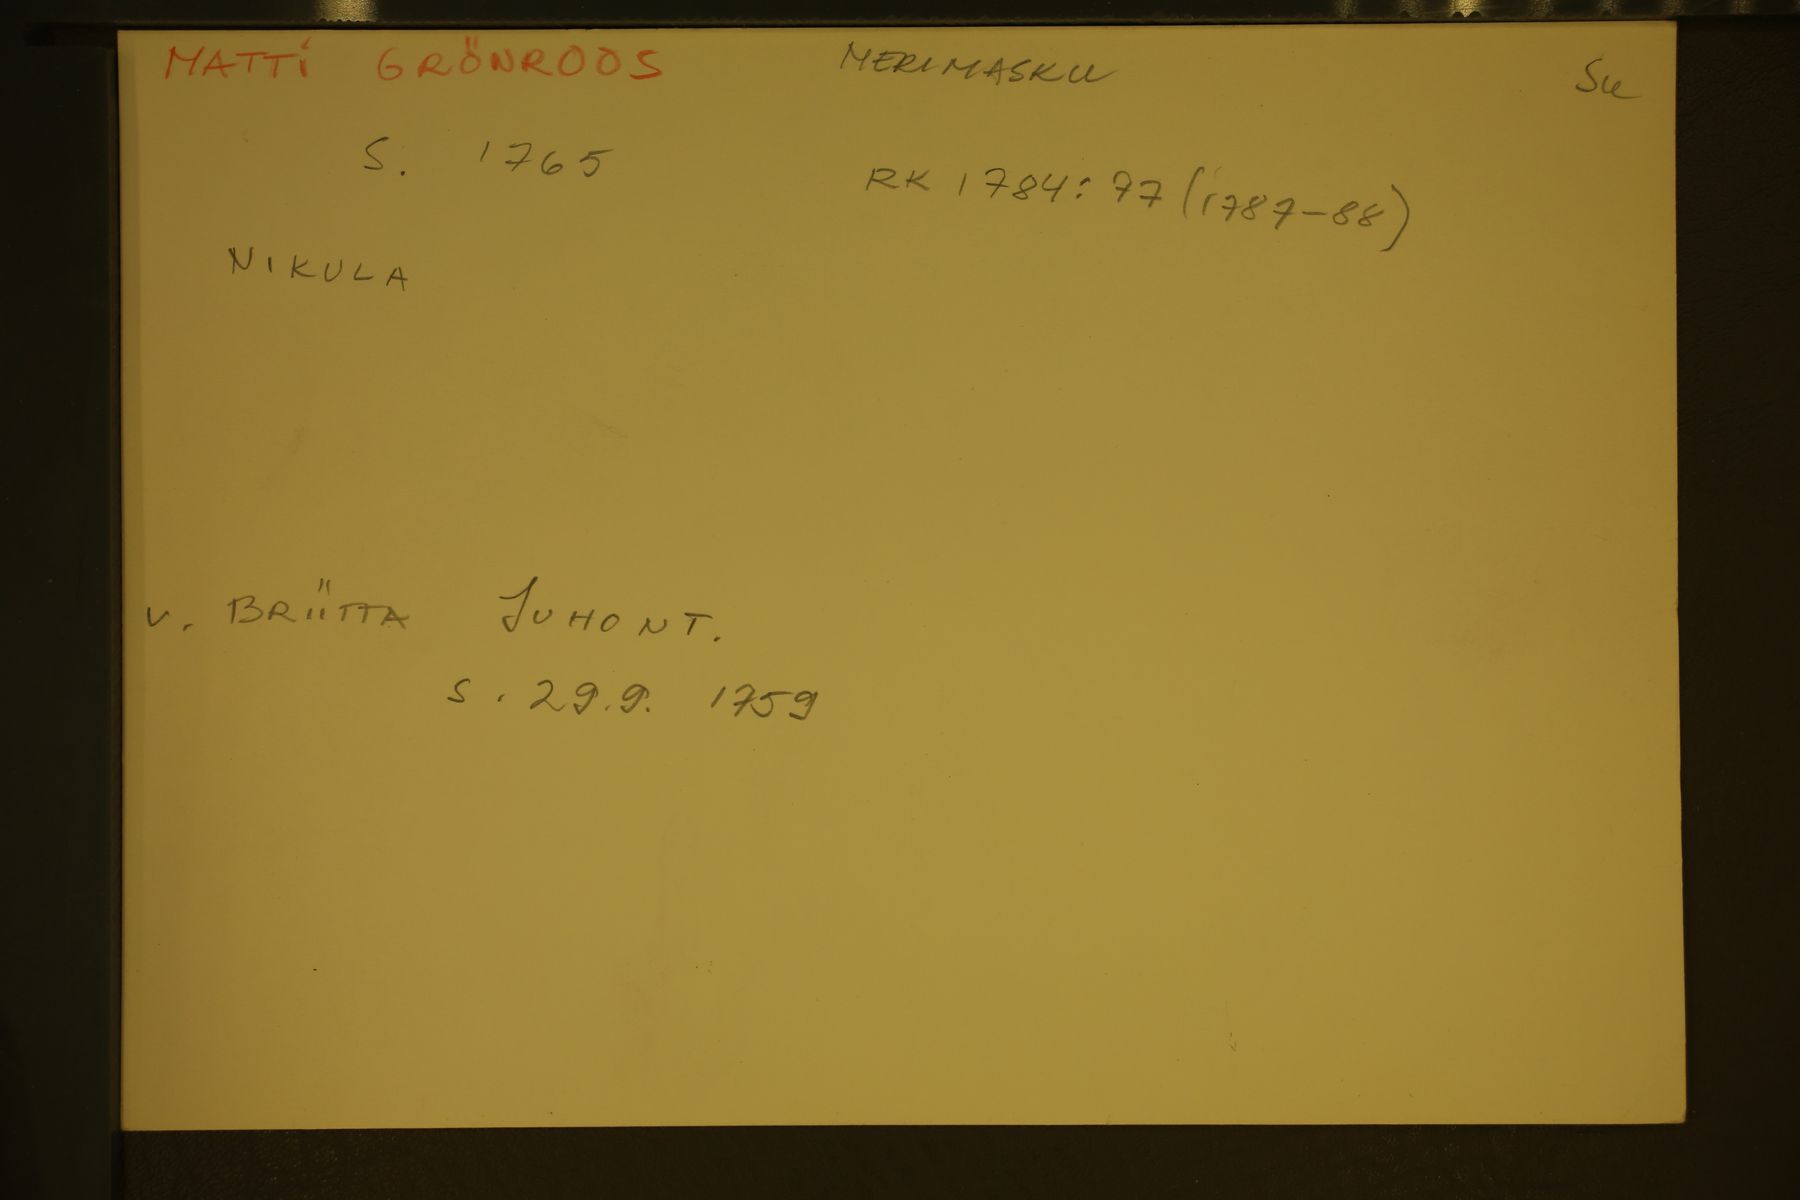 MATTI GRÖNROOS MERIMASKU Su
S. 1765
RK 1784: 77 (1787-88)
NIKULA
v. BRIITTA JUHONT.
S. 29.9. 1759